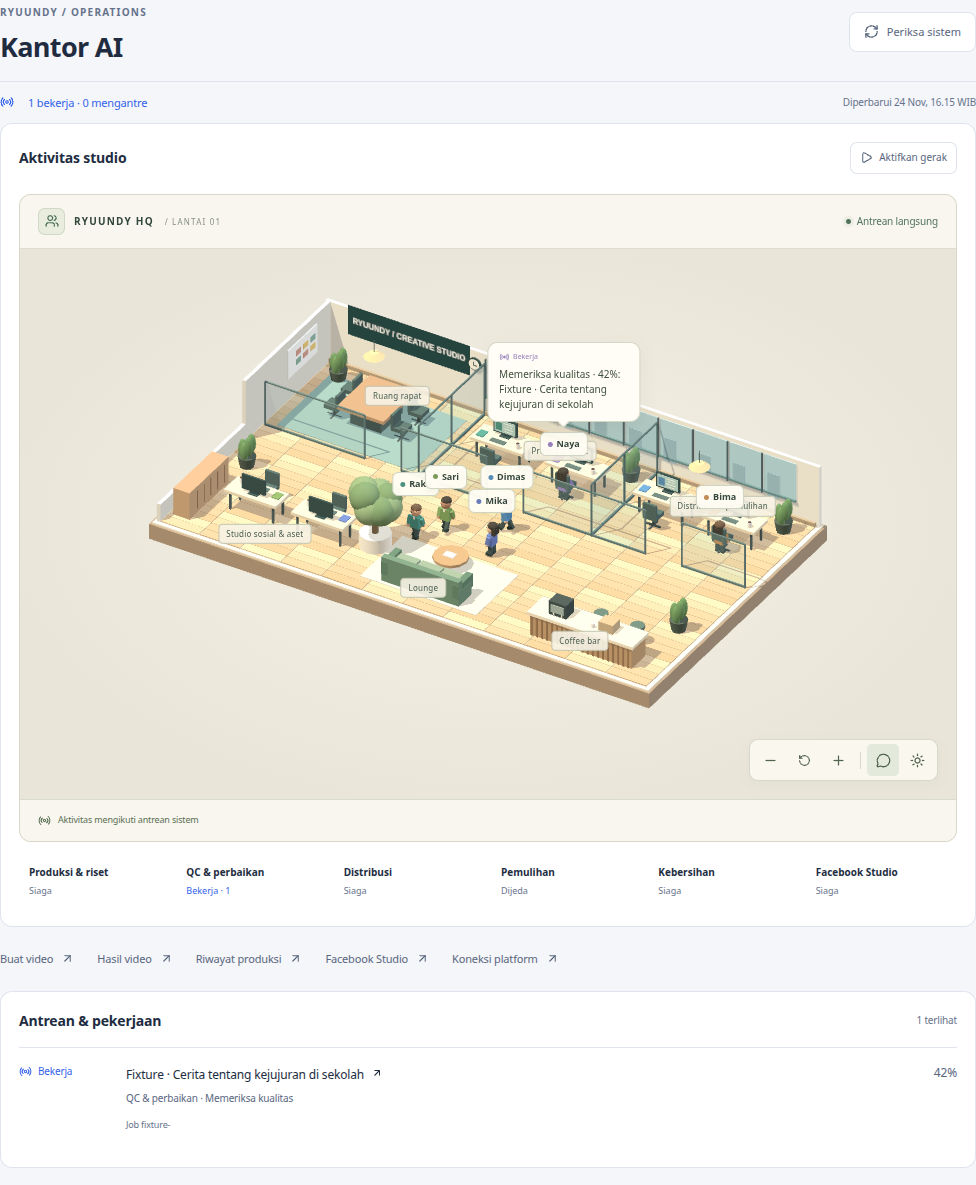 RYUUNDY / OPERATIONS
Kantor AI
Periksa sistem
1 bekerja · 0 mengantre
Diperbarui 24 Nov, 16.15 WIB
Aktivitas studio
Aktifkan gerak
RYUUNDY HQ / LANTAI 01
Antrean langsung
RYUUNDY / CREATIVE STUDIO
Bekerja
Memeriksa kualitas · 42%:
Fixture · Cerita tentang
kejujuran di sekolah
Ruang rapat
Naya
Sari
Dimas
Mika
Bima
Studio sosial & aset
Lounge
Coffee bar
Aktivitas mengikuti antrean sistem
Produksi & riset
Siaga
QC & perbaikan
Bekerja · 1
Distribusi
Siaga
Pemulihan
Dijeda
Kebersihan
Siaga
Facebook Studio
Siaga
Buat video
Hasil video
Riwayat produksi
Facebook Studio
Koneksi platform
Antrean & pekerjaan
1 terlihat
Bekerja
Fixture · Cerita tentang kejujuran di sekolah
42%
QC & perbaikan · Memeriksa kualitas
Job fixture-